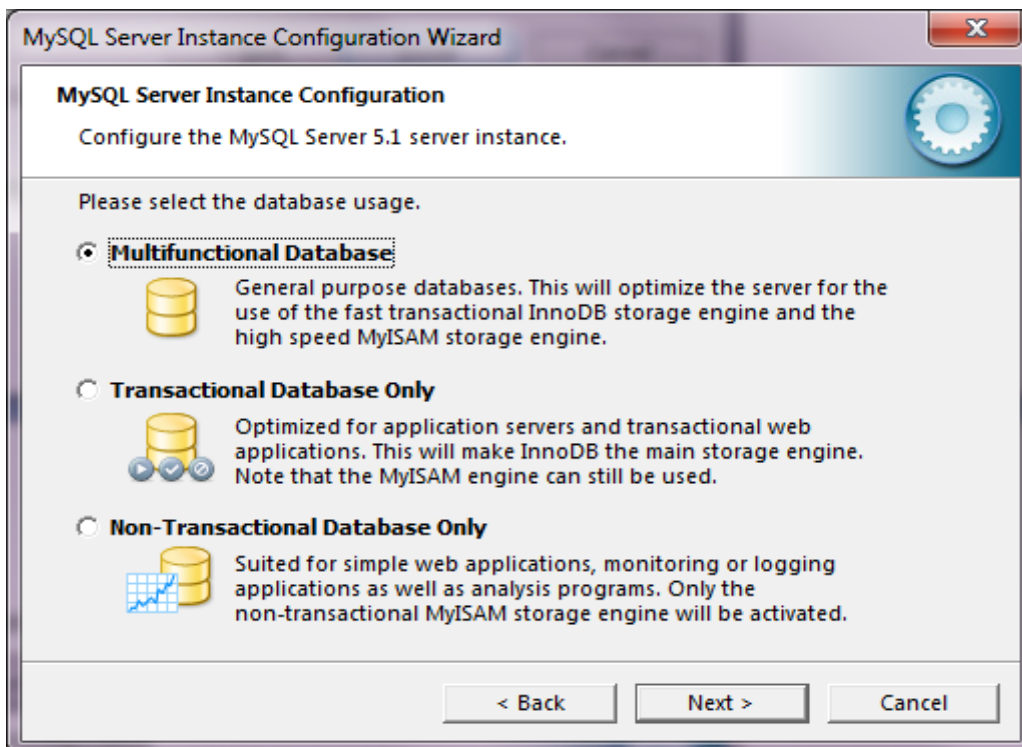 MySQL Server Instance Configuration Wizard
MySQL Server Instance Configuration
Configure the MySQL Server 5.1 server instance.
Please select the database usage.
Multifunctional Database
General purpose databases. This will optimize the server for the
use of the fast transactional InnoDB storage engine and the
high speed MyISAM storage engine.
Transactional Database Only
Optimized for application servers and transactional web
applications. This will make InnoDB the main storage engine.
Note that the MyISAM engine can still be used.
Non-Transactional Database Only
Suited for simple web applications, monitoring or logging
applications as well as analysis programs. Only the
non-transactional MyISAM storage engine will be activated.
< Back Next > Cancel